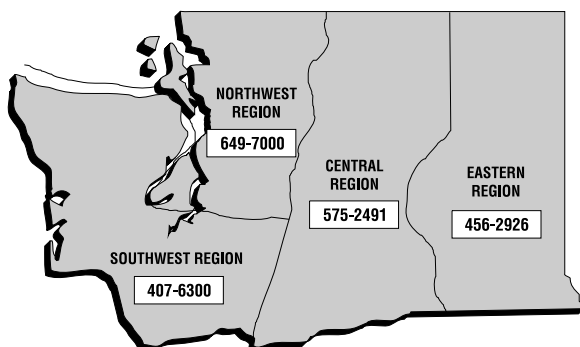 NORTHWEST
REGION
649-7000
CENTRAL
REGION
575-2491
EASTERN
REGION
456-2926
SOUTHWEST REGION
407-6300